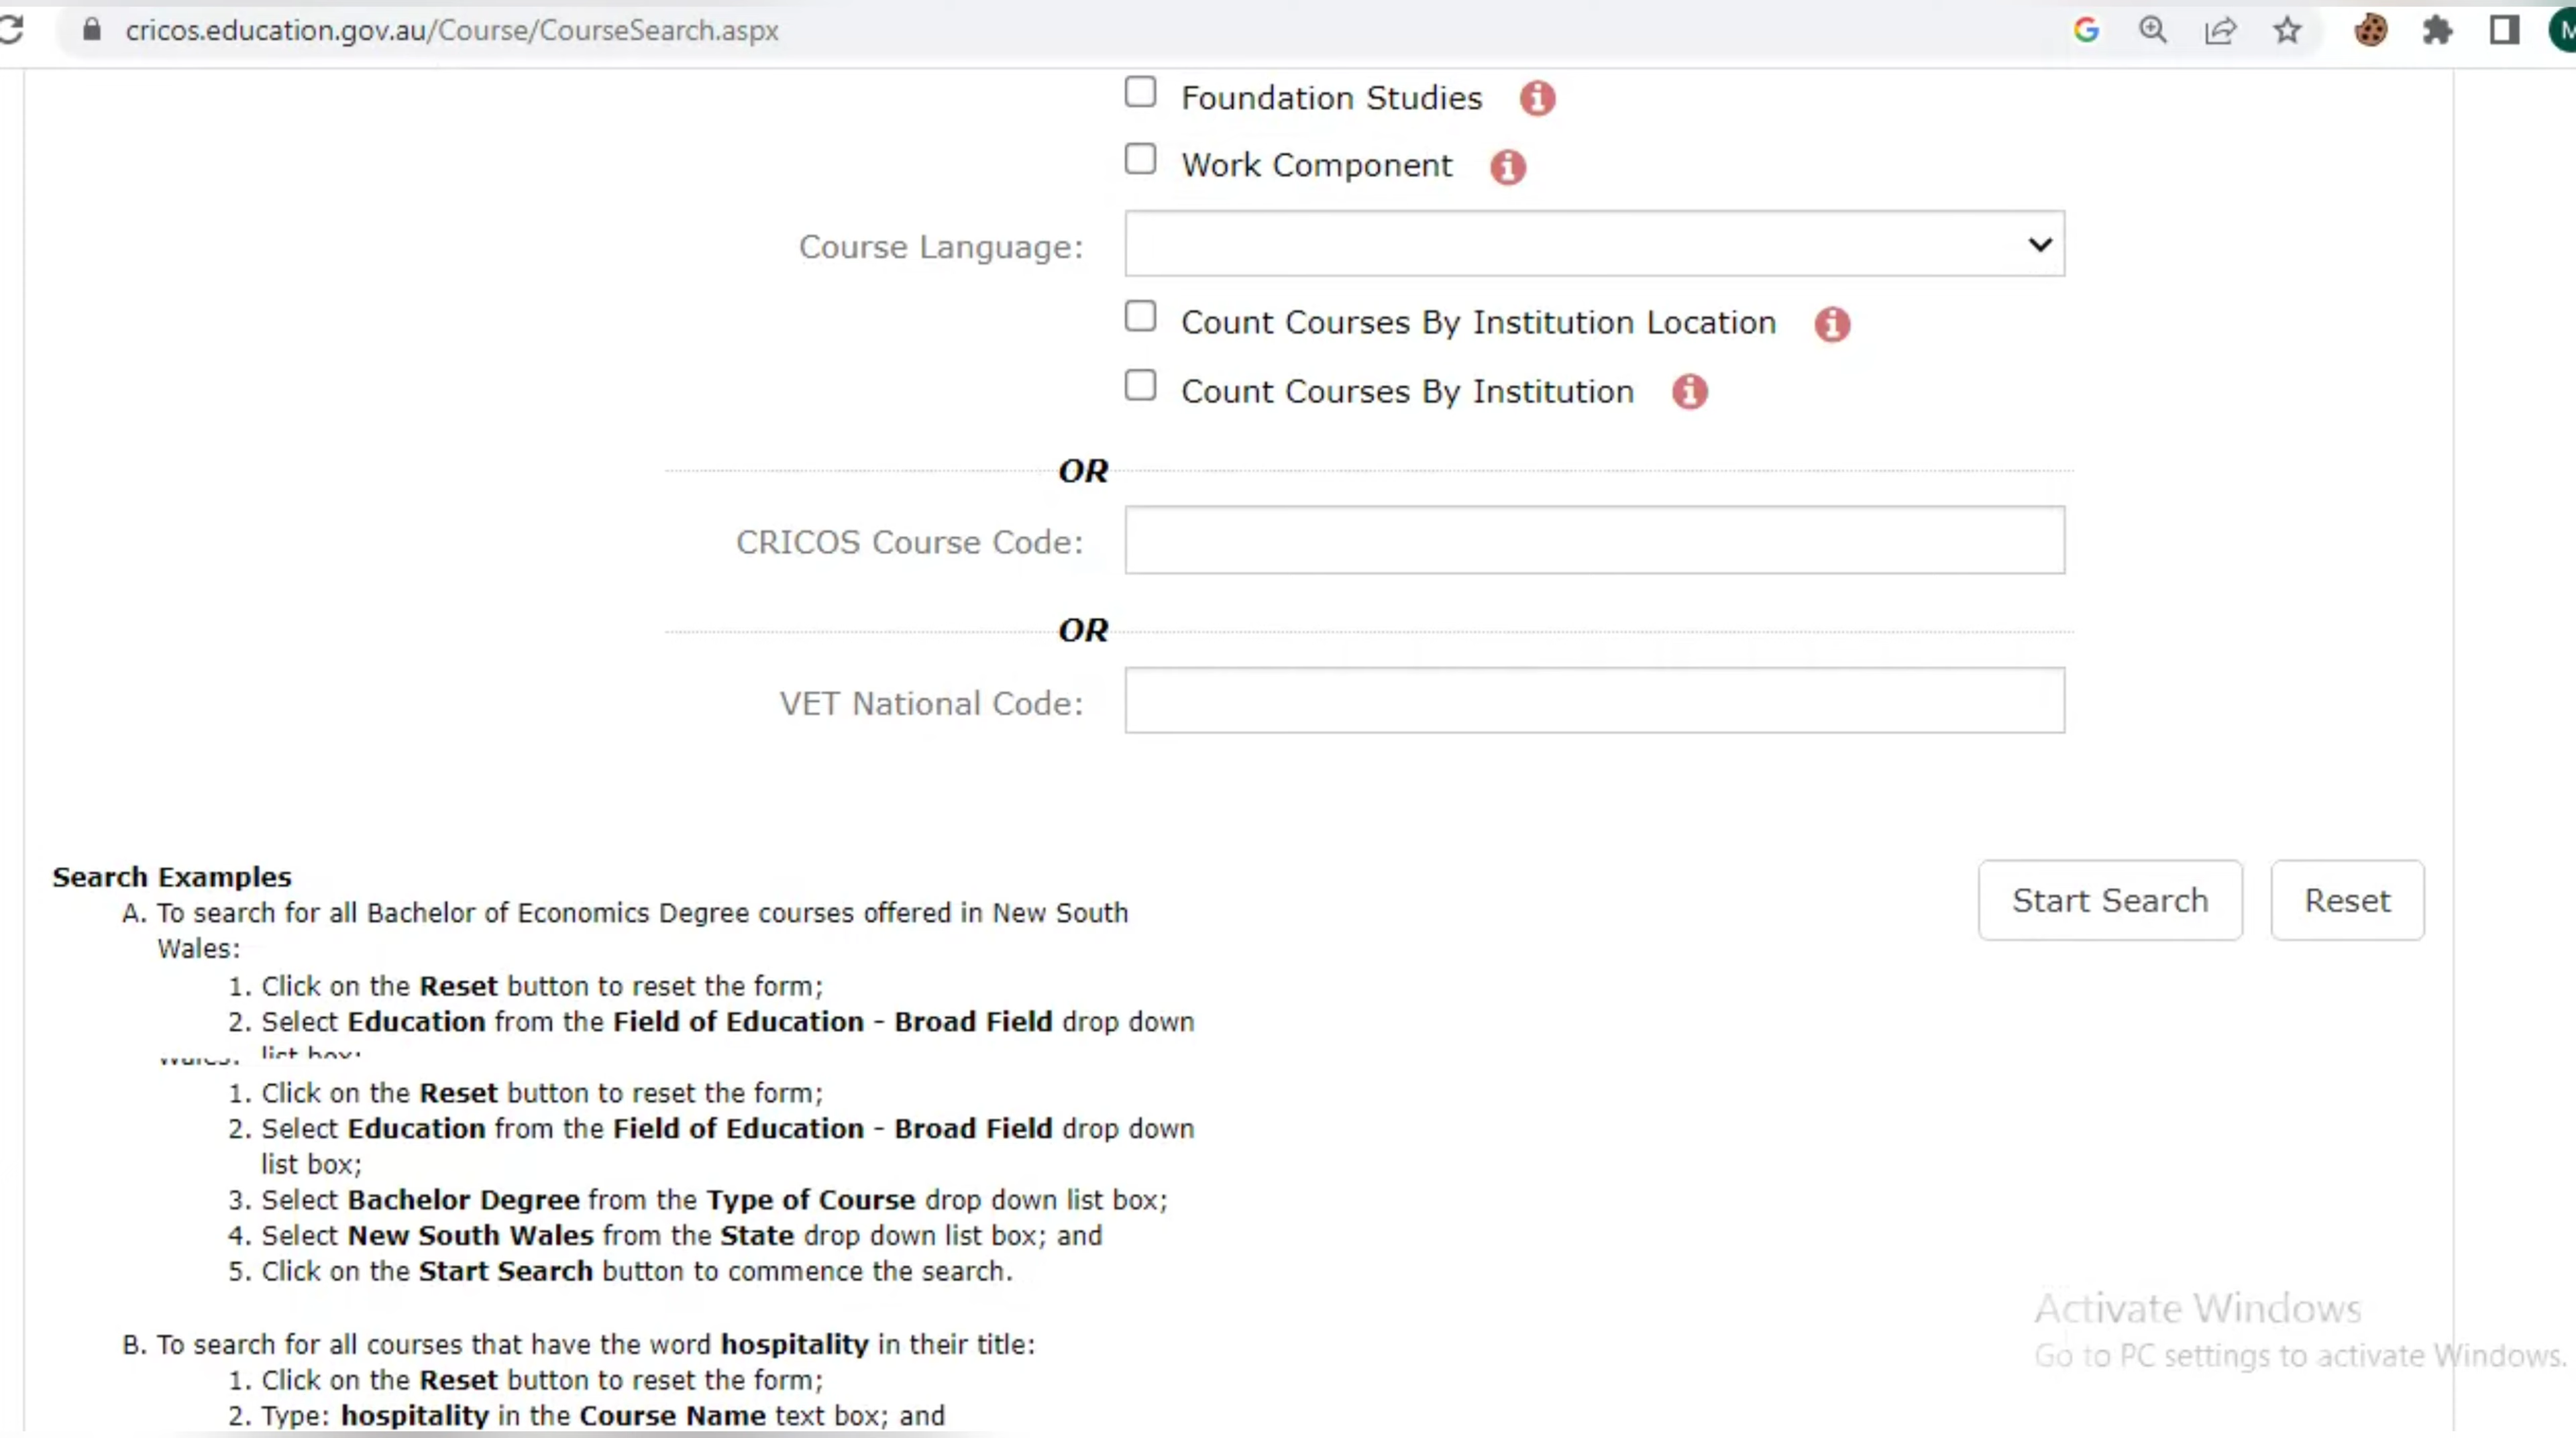 cricos.education.gov.au/Course/CourseSearch.aspx
Foundation Studies
Work Component
Course Language:
Count Courses By Institution Location
Count Courses By Institution
OR
CRICOS Course Code:
OR
VET National Code:
Search Examples
Start Search Reset
A. To search for all Bachelor of Economics Degree courses offered in New South
Wales:
1. Click on the Reset button to reset the form;
2. Select Education from the Field of Education - Broad Field drop down
Wales: list box;
1. Click on the Reset button to reset the form;
2. Select Education from the Field of Education - Broad Field drop down
list box;
3. Select Bachelor Degree from the Type of Course drop down list box;
4. Select New South Wales from the State drop down list box; and
5. Click on the Start Search button to commence the search.
Activate Windows
Go to PC settings to activate Windows.
B. To search for all courses that have the word hospitality in their title:
1. Click on the Reset button to reset the form;
2. Type: hospitality in the Course Name text box; and